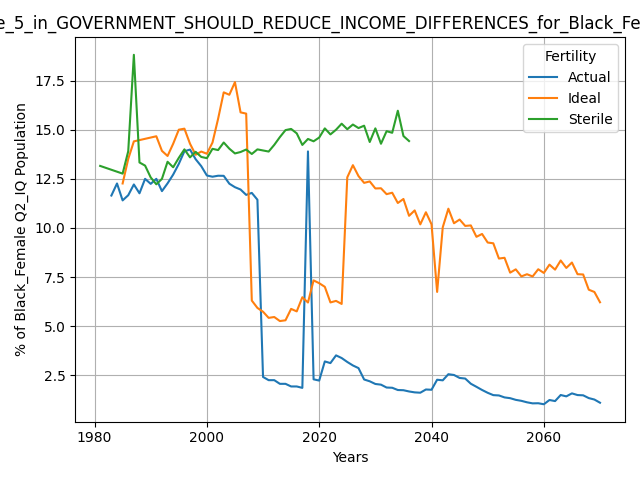 e_5_in_GOVERNMENT_SHOULD_REDUCE_INCOME_DIFFERENCES_for_Black_Fe
Fertility
Actual
Ideal
Sterile
% of Black_Female Q2_IQ Population
17.5
15.0
12.5
10.0
7.5
5.0
2.5
1980
2000
2020
2040
2060
Years